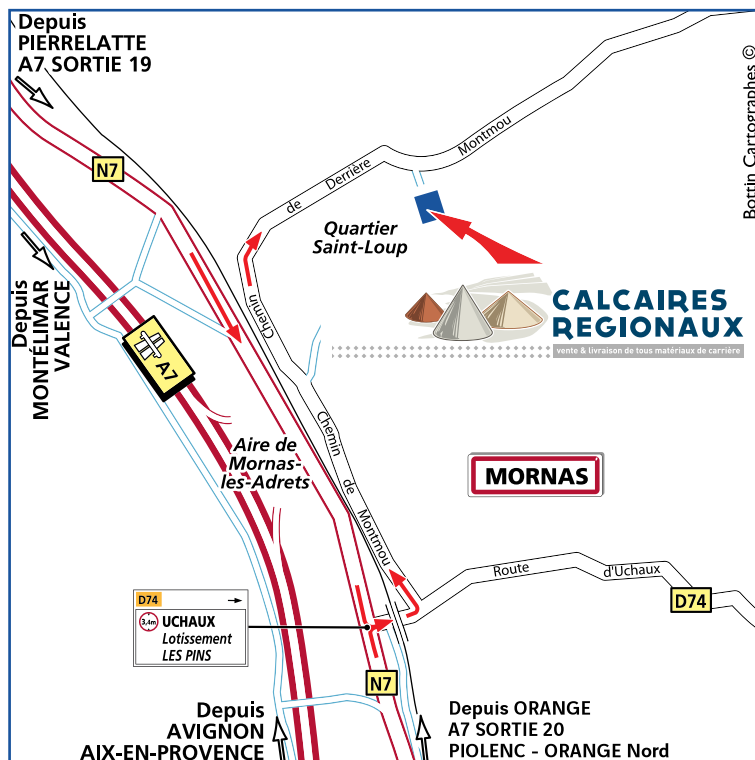 Depuis
PIERRELATTE
A7 SORTIE 19
Bottin Cartographes ©
N7
de Derrière Montmou
Quartier
Saint-Loup
Depuis
MONTÉLIMAR
VALENCE
Chemin
CALCAIRES
REGIONAUX
vente & livraison de tous matériaux de carrière
A7
Aire de
Mornas-
les-Adrets
Chemin de Montmou
MORNAS
Route d'Uchaux
D74
D74
3,4m UCHAUX
Lotissement
LES PINS
N7
Depuis
AVIGNON
AIX-EN-PROVENCE
Depuis ORANGE
A7 SORTIE 20
PIOLENC - ORANGE Nord